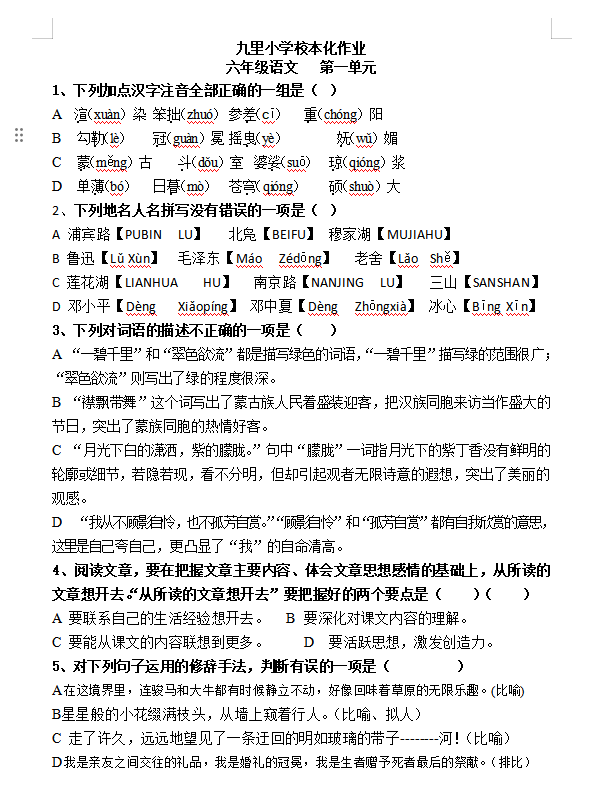 九里小学校本化作业
六年级语文 第一单元
1、下列加点汉字注音全部正确的一组是（ ）
A 渲(xuàn) 染 笨拙(zhuó) 参差(cī) 重(chóng) 阳
B 勾勒(lè) 冠(guàn) 冕 摇曳(yè) 妩(wǔ) 媚
C 蒙(měng) 古 斗(dǒu) 室 婆娑(suō) 琼(qióng) 浆
D 单薄(bó) 日暮(mò) 苍穹(qióng) 硕(shuò) 大
2、下列地名人名拼写没有错误的一项是（ ）
A 浦宾路【PUBIN LU】 北凫【BEIFU】 穆家湖【MUJIAHU】
B 鲁迅【Lǔ Xùn】 毛泽东【Máo Zédōng】 老舍【Lǎo Shě】
C 莲花湖【LIANHUA HU】 南京路【NANJING LU】 三山【SANSHAN】
D 邓小平【Dèng Xiǎopíng】 邓中夏【Dèng Zhōngxià】 冰心【Bīng Xīn】
3、下列对词语的描述不正确的一项是（ ）
A “一碧千里”和“翠色欲流”都是描写绿色的词语，“一碧千里”描写绿的范围很广；
“翠色欲流”则写出了绿的程度很深。
B “襟飘带舞”这个词写出了蒙古族人民着盛装迎客，把汉族同胞来访当作盛大的
节日，突出了蒙族同胞的热情好客。
C “月光下白的潇洒，紫的朦胧。”句中“朦胧”一词指月光下的紫丁香没有鲜明的
轮廓或细节，若隐若现，看不分明，但却引起观者无限诗意的遐想，突出了美丽的
观感。
D “我从不顾影自怜，也不孤芳自赏。”“顾影自怜”和“孤芳自赏”都有自我欣赏的意思，
这里是自己夸自己，更凸显了“我”的自命清高。
4、阅读文章，要在把握文章主要内容、体会文章思想感情的基础上，从所读的
文章想开去。“从所读的文章想开去”要把握好的两个要点是（ ）（ ）
A 要联系自己的生活经验想开去。 B 要深化对课文内容的理解。
C 要能从课文的内容联想到更多。 D 要活跃思想，激发创造力。
5、对下列句子运用的修辞手法，判断有误的一项是（ ）
A在这境界里，连骏马和大牛都有时候静立不动，好像回味着草原的无限乐趣。(比喻)
B星星般的小花缀满枝头，从墙上窥着行人。（比喻、拟人）
C 走了许久，远远地望见了一条迂回的明如玻璃的带子--------河！（比喻）
D我是亲友之间交往的礼品，我是婚礼的冠冕，我是生者赠予死者最后的祭献。（排比）